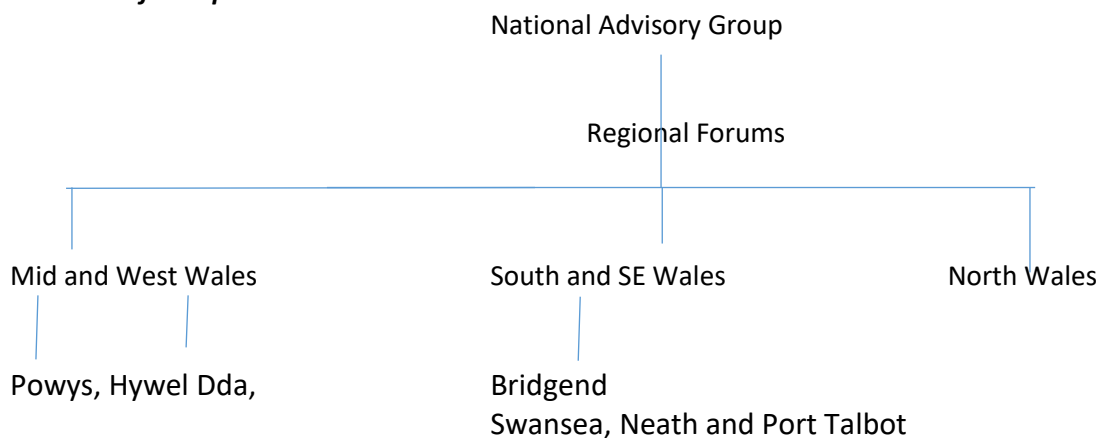 National Advisory Group
Regional Forums
Mid and West Wales
South and SE Wales
North Wales
Powys, Hywel Dda,
Bridgend
Swansea, Neath and Port Talbot